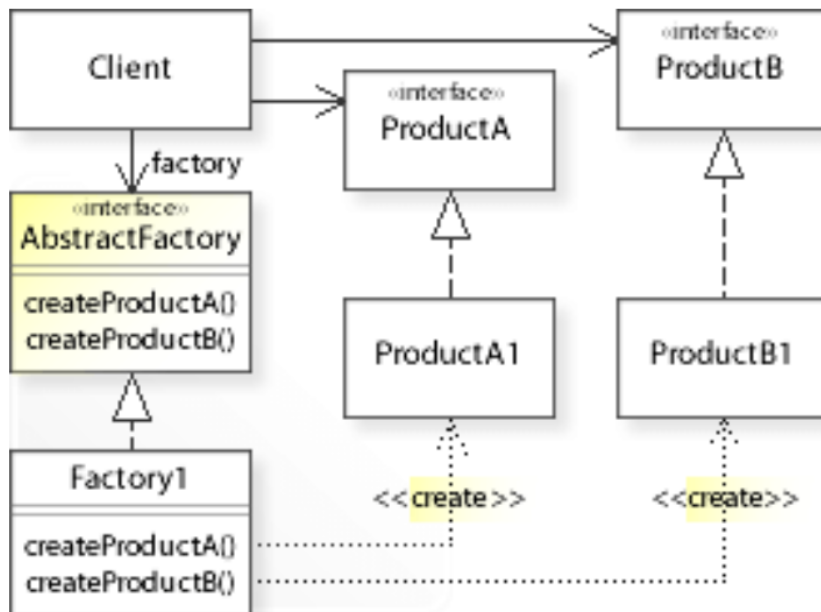 Client
«interface»
ProductA
«interface»
ProductB
factory
«interface»
AbstractFactory
createProductA()
createProductB()
ProductA1
ProductB1
Factory1
createProductA()
createProductB()
<<create>>
<<create>>